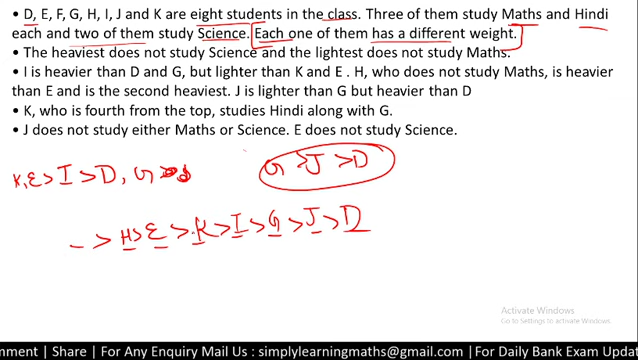 • D, E, F, G, H, I, J and K are eight students in the class. Three of them study Maths and Hindi
each and two of them study Science. Each one of them has a different weight.
• The heaviest does not study Science and the lightest does not study Maths.
• I is heavier than D and G, but lighter than K and E . H, who does not study Maths, is heavier
than E and is the second heaviest. J is lighter than G but heavier than D
• K, who is fourth from the top, studies Hindi along with G.
• J does not study either Maths or Science. E does not study Science.
K, E > I > D, G >
G > J > D
_ > H > E > K > I > G > J > D
Activate Windows
Go to Settings to activate Windows.
mment | Share | For Any Enquiry Mail Us : simplylearningmaths@gmail.com |For Daily Bank Exam Upda